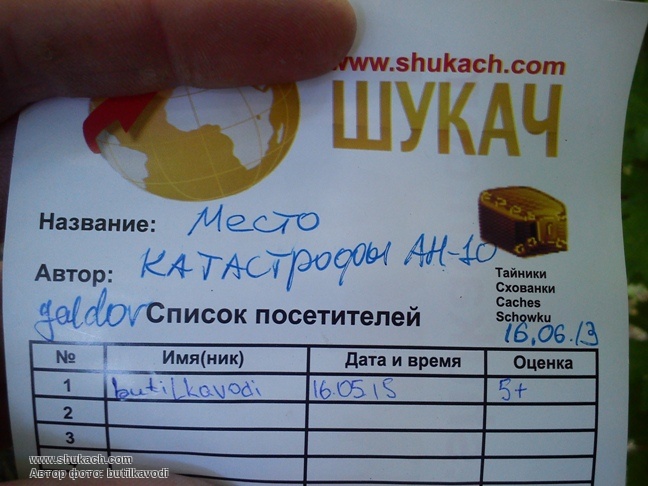 www.shukach.com
ШУКАЧ
Название: Место
Автор: КАТАСТРОФЫ АН-10
Тайники
Схованки
Caches
Schowku
galdor Список посетителей 16.06.13
№ Имя(ник) Дата и время Оценка
1 butilkavodi 16.05.15 5+
2
3
www.shukach.com
Автор фото: butilkavodi